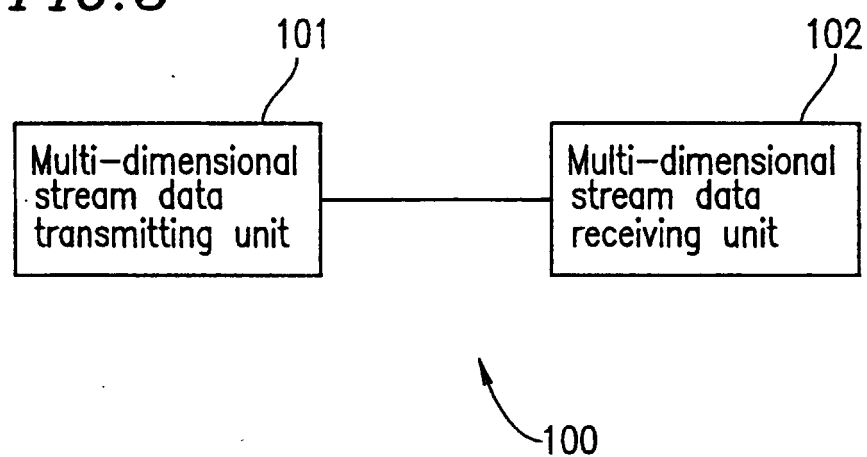 101
102
Multi-dimensional
stream data
transmitting unit
Multi-dimensional
stream data
receiving unit
100